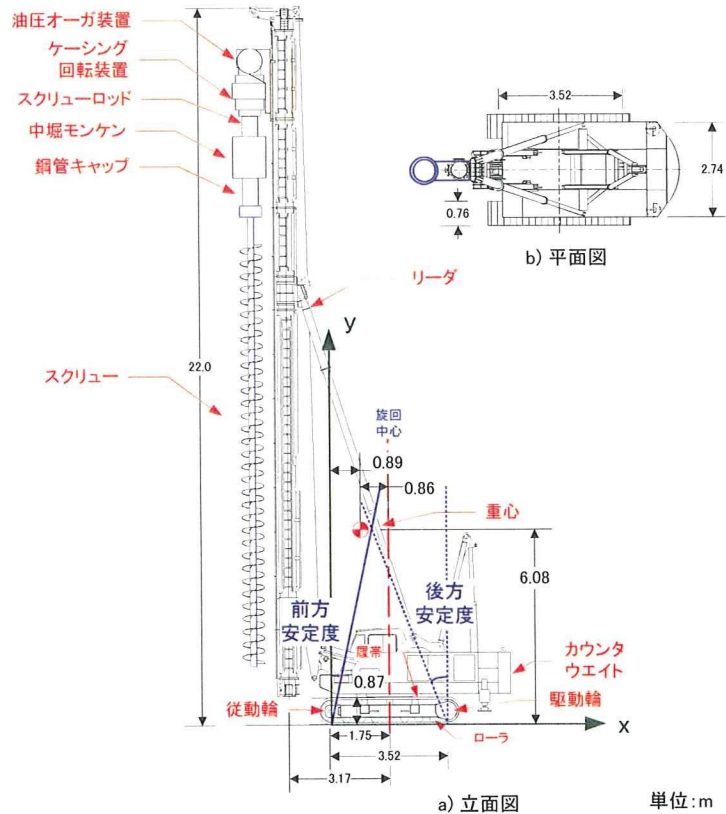 油圧オーガ装置
ケーシング
回転装置
スクリューロッド
中堀モンケン
鋼管キャップ
3.52
2.74
0.76
b) 平面図
リーダ
y
スクリュー
22.0
旋回
中心
0.89
0.86
重心
6.08
前方
安定度
後方
安定度
履帯
カウンタ
ウエイト
0.87
従動輪
駆動輪
x
1.75
ローラ
3.52
3.17
a) 立面図
単位:m